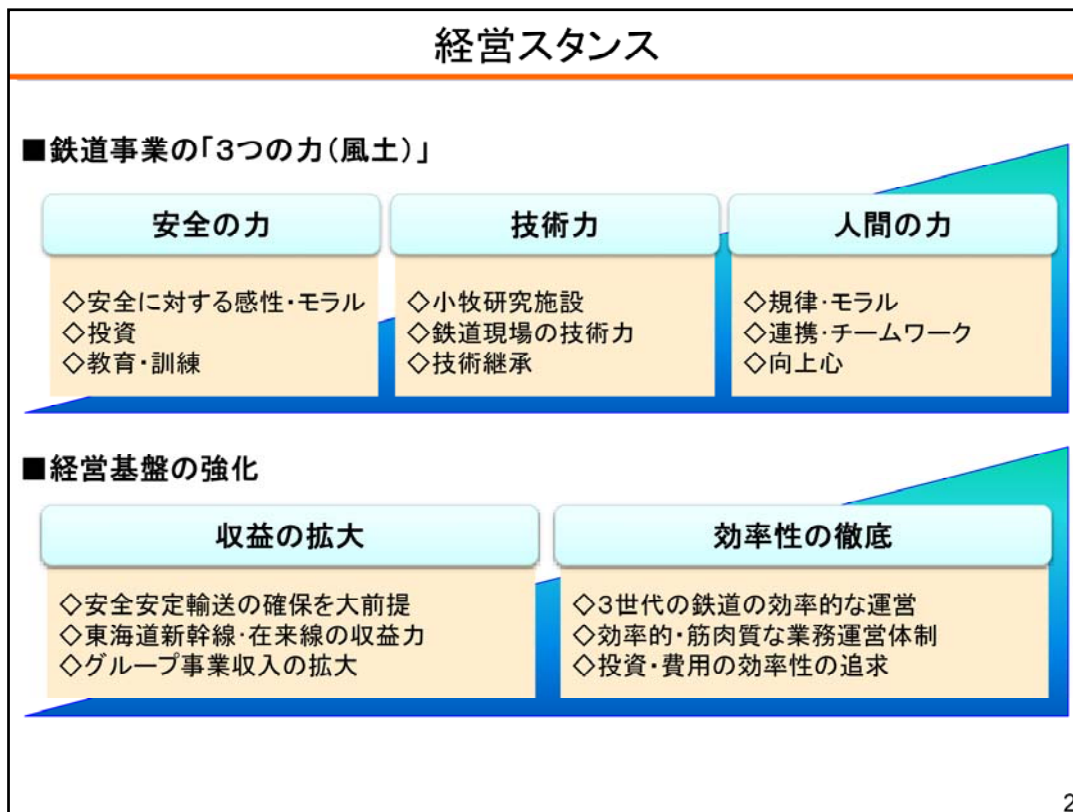 経営スタンス
■鉄道事業の「3つの力(風土)」
安全の力
◇安全に対する感性・モラル
◇投資
◇教育・訓練
技術力
◇小牧研究施設
◇鉄道現場の技術力
◇技術継承
人間の力
◇規律・モラル
◇連携・チームワーク
◇向上心
■経営基盤の強化
収益の拡大
◇安全安定輸送の確保を大前提
◇東海道新幹線・在来線の収益力
◇グループ事業収入の拡大
効率性の徹底
◇3世代の鉄道の効率的な運営
◇効率的・筋肉質な業務運営体制
◇投資・費用の効率性の追求
2